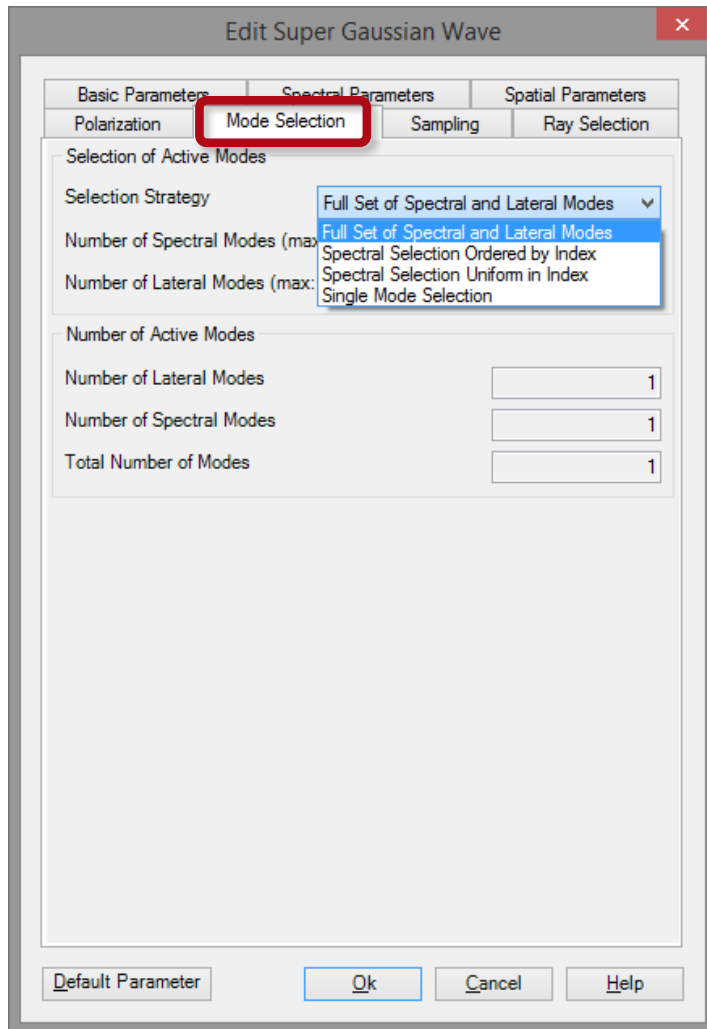 Edit Super Gaussian Wave
Basic Parameters Spectral Parameters Spatial Parameters
Polarization Mode Selection Sampling Ray Selection
Selection of Active Modes
Selection Strategy Full Set of Spectral and Lateral Modes
Full Set of Spectral and Lateral Modes
Number of Spectral Modes (max
Spectral Selection Ordered by Index
Spectral Selection Uniform in Index
Number of Lateral Modes (max:
Single Mode Selection
Number of Active Modes
Number of Lateral Modes 1
Number of Spectral Modes 1
Total Number of Modes 1
Default Parameter Ok Cancel Help